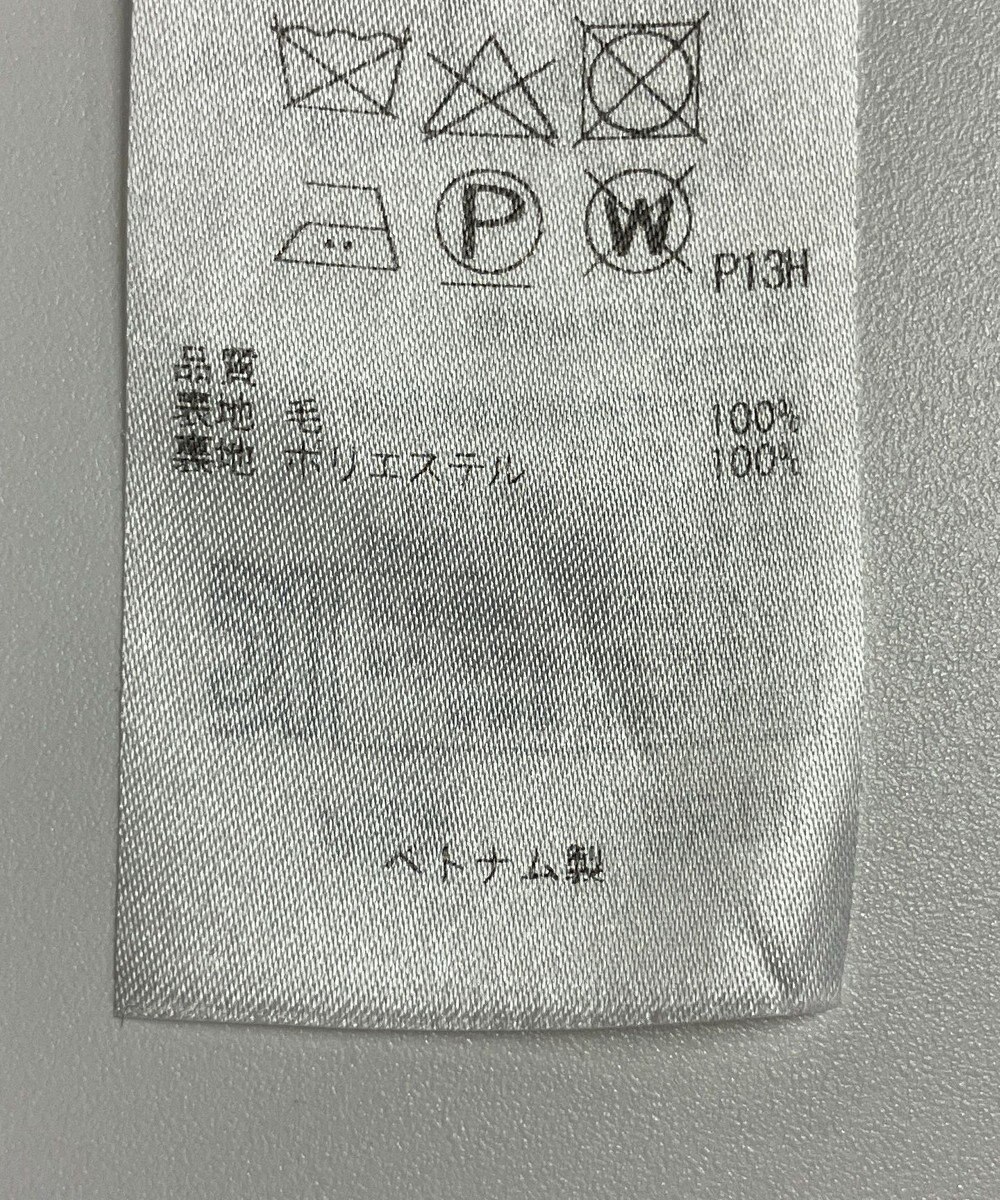 P W P13H
品質
表地 毛 100%
裏地 ポリエステル 100%
ベトナム製